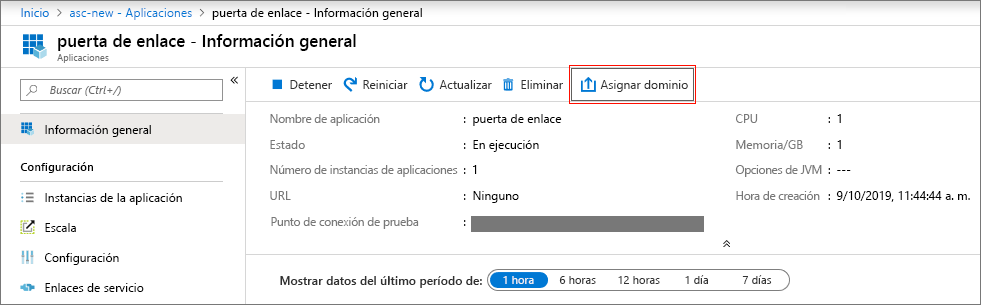 Inicio > asc-new - Aplicaciones > puerta de enlace - Información general
puerta de enlace - Información general
Aplicaciones
Buscar (Ctrl+/)
«
Información general
Configuración
Instancias de la aplicación
Escala
Configuración
Enlaces de servicio
Detener Reiniciar Actualizar Eliminar Asignar dominio
Nombre de aplicación : puerta de enlace CPU : 1
Estado : En ejecución Memoria/GB : 1
Número de instancias de aplicaciones : 1 Opciones de JVM : ---
URL : Ninguno Hora de creación : 9/10/2019, 11:44:44 a. m.
Punto de conexión de prueba :
Mostrar datos del último período de: 1 hora 6 horas 12 horas 1 día 7 días